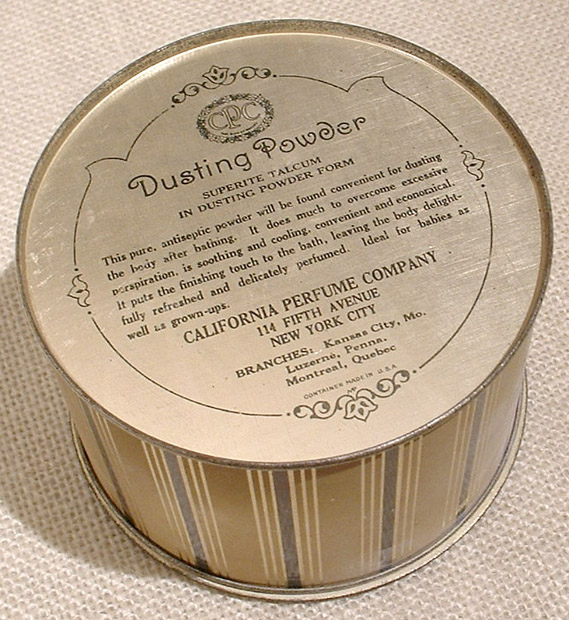 CPC
Dusting Powder
SUPERITE TALCUM
IN DUSTING POWDER FORM
This pure, antiseptic powder will be found convenient for dusting
the body after bathing. It does much to overcome excessive
perspiration, is soothing and cooling, convenient and economical.
It puts the finishing touch to the bath, leaving the body delight-
fully refreshed and delicately perfumed. Ideal for babies as
well as grown-ups.
CALIFORNIA PERFUME COMPANY
114 FIFTH AVENUE
NEW YORK CITY
BRANCHES: Kansas City, Mo.
Luzerne, Penna.
Montreal, Quebec
CONTAINER MADE IN U.S.A.